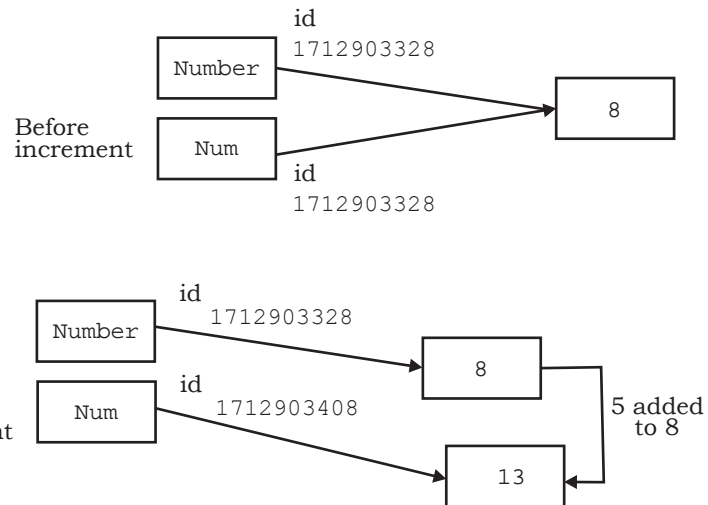 id
1712903328
Number
8
Before
increment
Num
id
1712903328
id
1712903328
Number
8
id
1712903408
Num
5 added
to 8
13